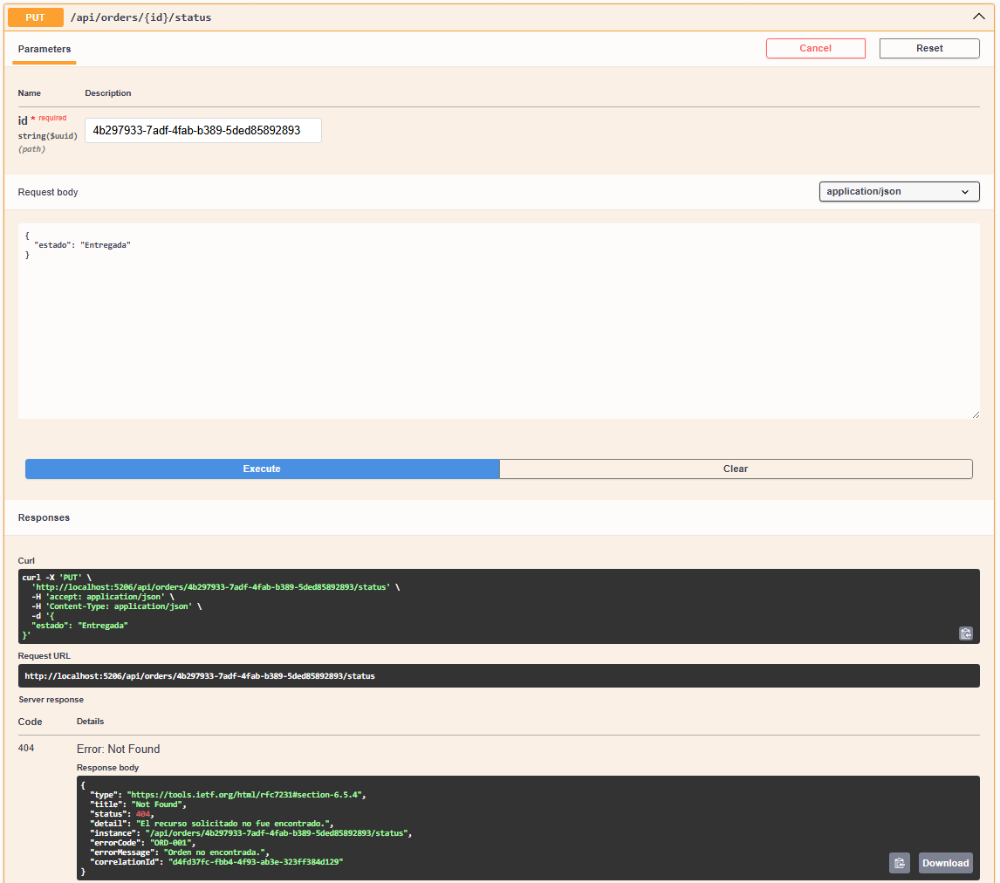 PUT /api/orders/{id}/status
Parameters
Cancel
Reset
Name Description
id * required
string($uuid)
(path)
4b297933-7adf-4fab-b389-5ded85892893
Request body
application/json
{
"estado": "Entregada"
}
Execute
Clear
Responses
Curl
curl -X 'PUT' \
'http://localhost:5206/api/orders/4b297933-7adf-4fab-b389-5ded85892893/status' \
-H 'accept: application/json' \
-H 'Content-Type: application/json' \
-d '{
"estado": "Entregada"
}'
Request URL
http://localhost:5206/api/orders/4b297933-7adf-4fab-b389-5ded85892893/status
Server response
Code Details
404 Error: Not Found
Response body
{
"type": "https://tools.ietf.org/html/rfc7231#section-6.5.4",
"title": "Not Found",
"status": 404,
"detail": "El recurso solicitado no fue encontrado.",
"instance": "/api/orders/4b297933-7adf-4fab-b389-5ded85892893/status",
"errorCode": "ORD-001",
"errorMessage": "Orden no encontrada.",
"correlationId": "d4fd37fc-fbb4-4f93-ab3e-323ff384d129"
}
Download